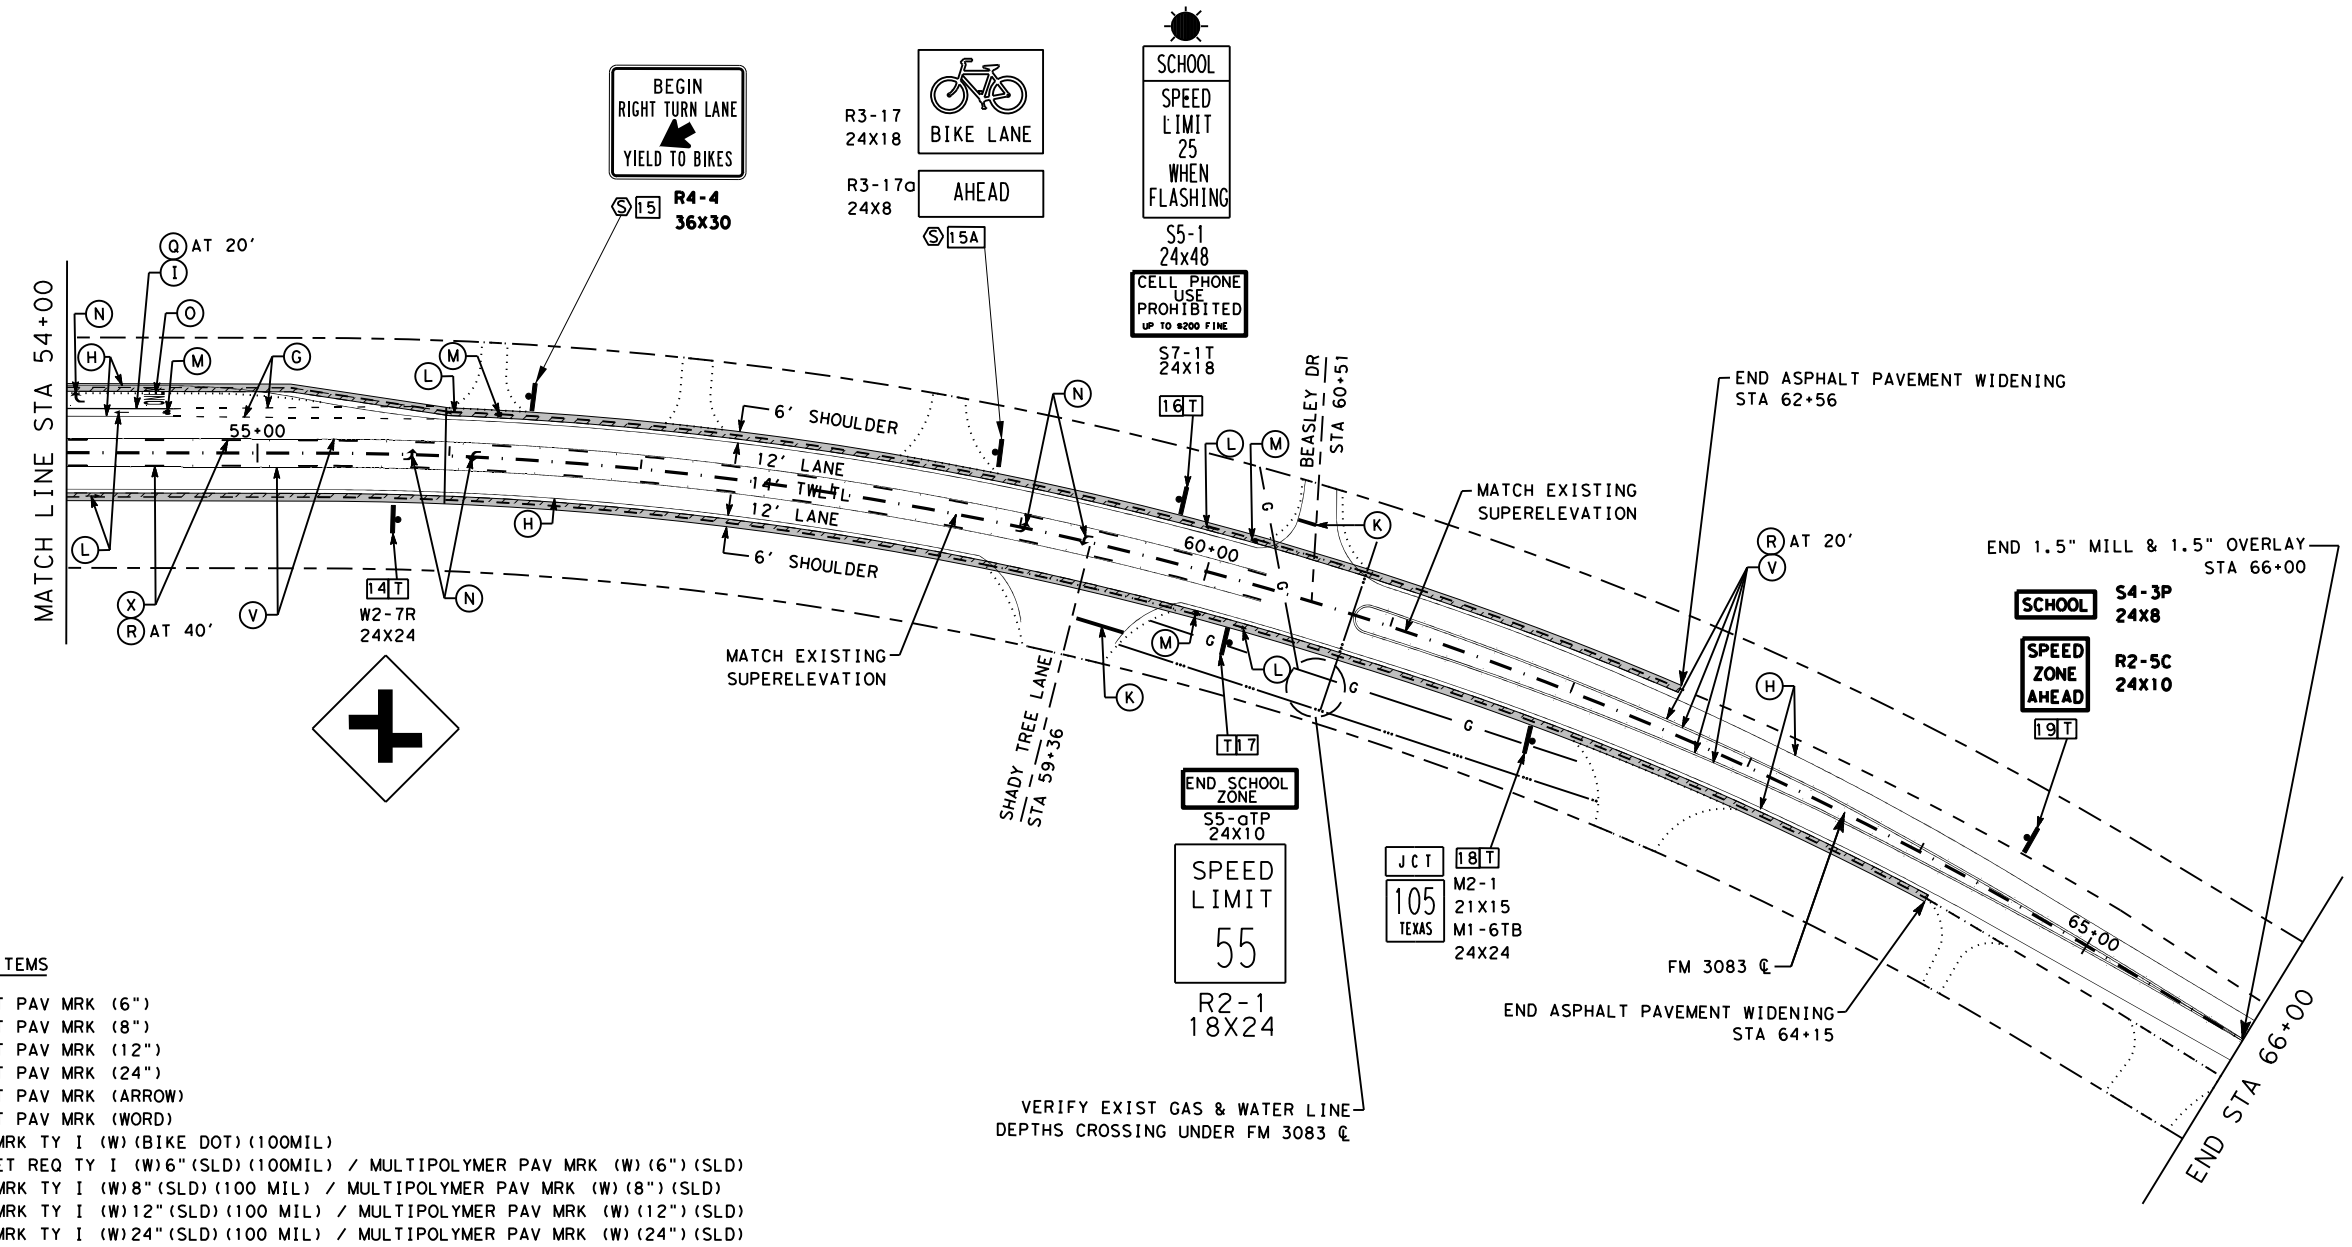 BEGIN
RIGHT TURN LANE
YIELD TO BIKES
S 15
R4-4
36X30
R3-17
24X18
BIKE LANE
R3-17a
24X8
AHEAD
S 15A
SCHOOL
SPEED
LIMIT
25
WHEN
FLASHING
S5-1
24x48
CELL PHONE
USE
PROHIBITED
UP TO $200 FINE
S7-1T
24X18
16 T
MATCH LINE STA 54+00
Q AT 20'
I
N
O
H
M
G
L
M
55+00
L
X
R AT 40'
V
14 T
W2-7R
24X24
N
H
6' SHOULDER
12' LANE
14' TWLTL
12' LANE
6' SHOULDER
MATCH EXISTING
SUPERELEVATION
N
L
M
BEASLEY DR
STA 60+51
G
60+00
G
K
MATCH EXISTING
SUPERELEVATION
END ASPHALT PAVEMENT WIDENING
STA 62+56
R AT 20'
V
END 1.5" MILL & 1.5" OVERLAY
STA 66+00
SCHOOL
S4-3P
24X8
SPEED
ZONE
AHEAD
R2-5C
24X10
19 T
H
M
G
L
K
G
G
SHADY TREE LANE
STA 59+36
T 17
END SCHOOL
ZONE
S5-aTP
24X10
SPEED
LIMIT
55
R2-1
18X24
JCT
105
TEXAS
18 T
M2-1
21X15
M1-6TB
24X24
FM 3083 ℄
65+00
END ASPHALT PAVEMENT WIDENING
STA 64+15
END STA 66+00
VERIFY EXIST GAS & WATER LINE
DEPTHS CROSSING UNDER FM 3083 ℄
TEMS
T PAV MRK (6")
T PAV MRK (8")
T PAV MRK (12")
T PAV MRK (24")
T PAV MRK (ARROW)
T PAV MRK (WORD)
MRK TY I (W)(BIKE DOT)(100MIL)
ET REQ TY I (W)6"(SLD)(100MIL) / MULTIPOLYMER PAV MRK (W)(6")(SLD)
MRK TY I (W)8"(SLD)(100 MIL) / MULTIPOLYMER PAV MRK (W)(8")(SLD)
MRK TY I (W)12"(SLD)(100 MIL) / MULTIPOLYMER PAV MRK (W)(12")(SLD)
MRK TY I (W)24"(SLD)(100 MIL) / MULTIPOLYMER PAV MRK (W)(24")(SLD)